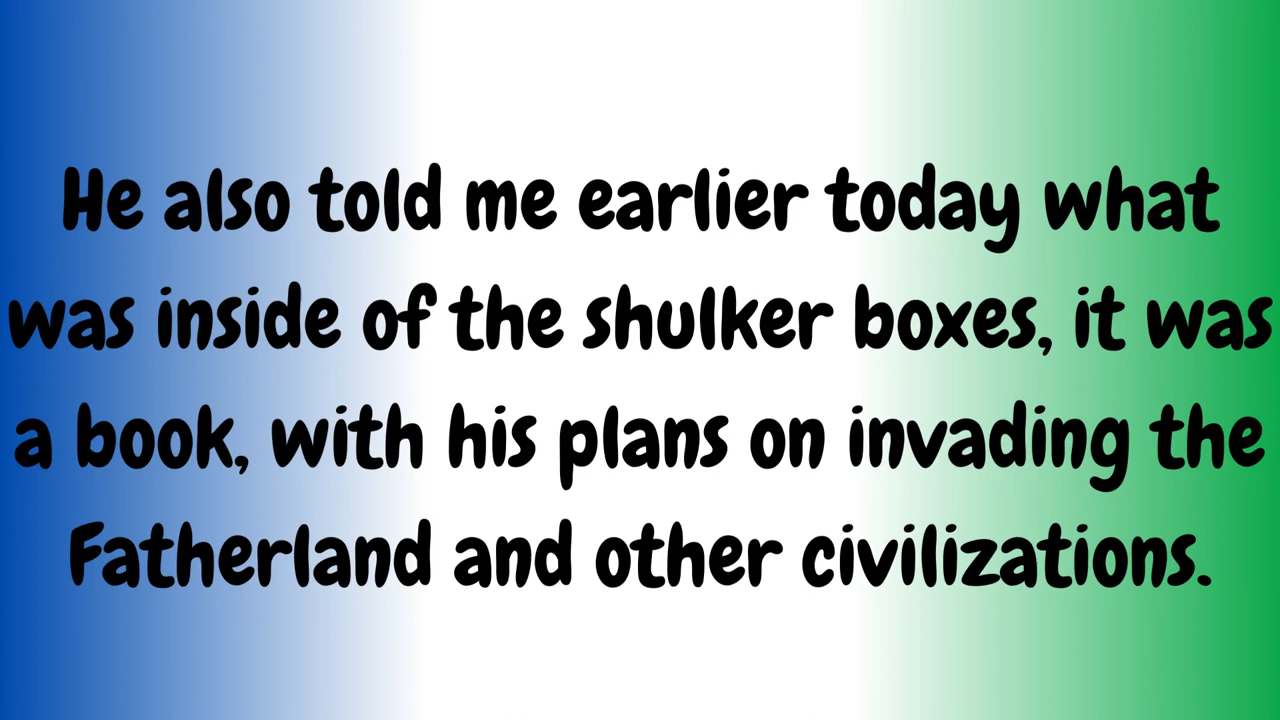 He also told me earlier today what
was inside of the shulker boxes, it was
a book, with his plans on invading the
Fatherland and other civilizations.